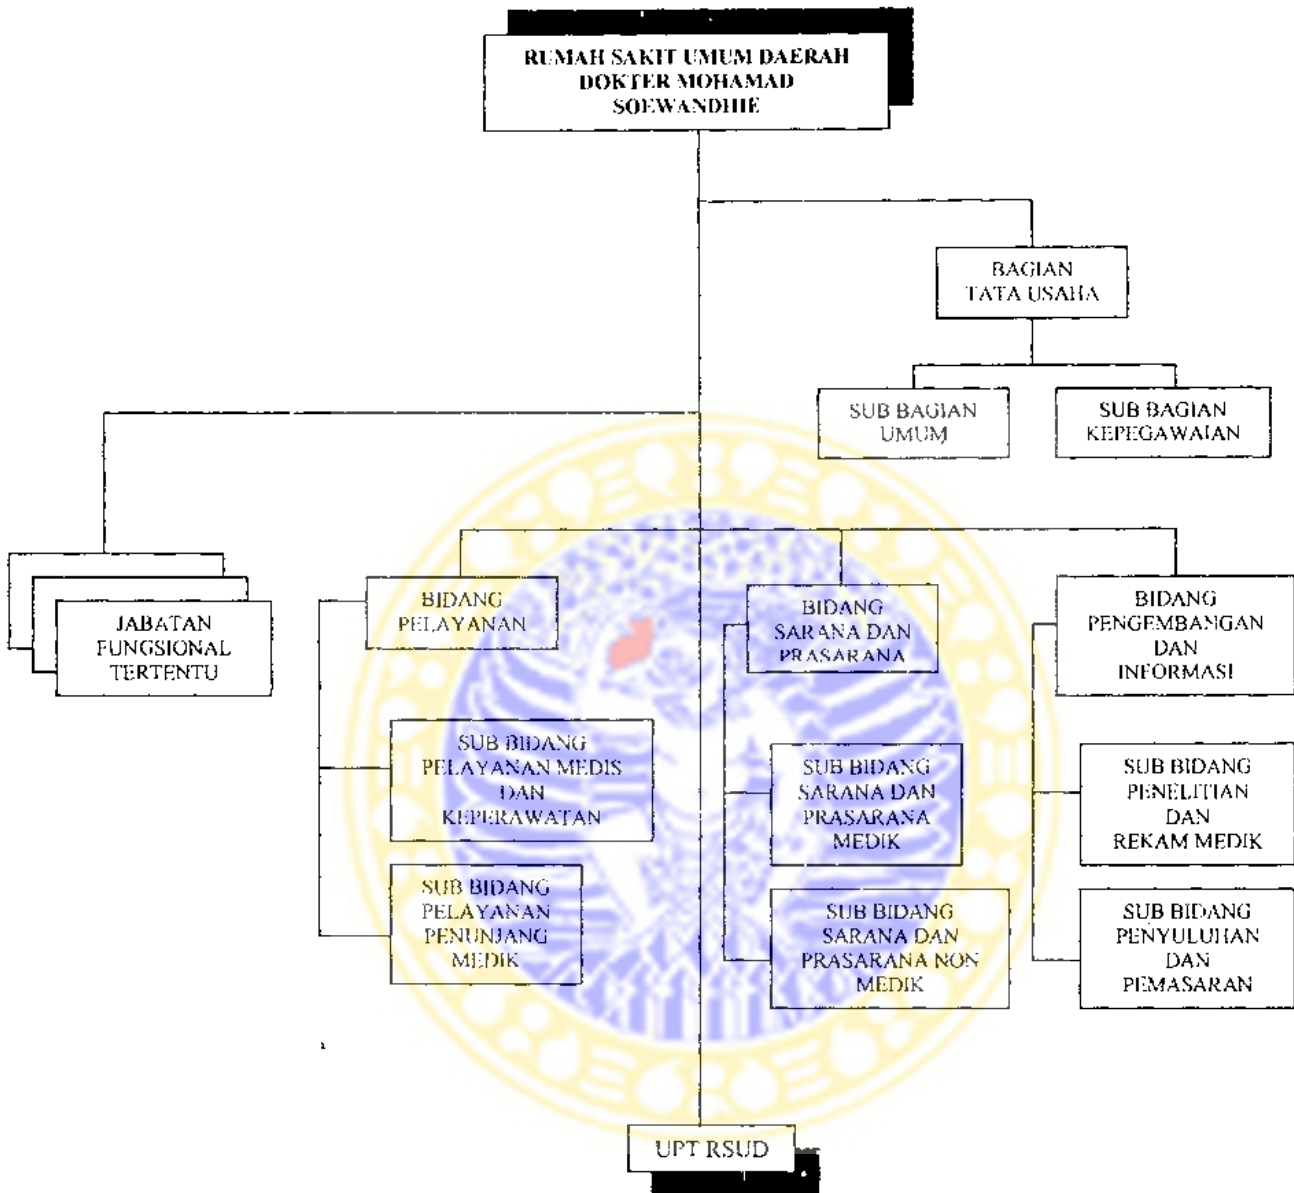 RUMAH SAKIT UMUM DAERAH
DOKTER MOHAMAD
SOEWANDHIE
BAGIAN
TATA USAHA
SUB BAGIAN
UMUM
SUB BAGIAN
KEPEGAWAIAN
JABATAN
FUNGSIONAL
TERTENTU
BIDANG
PELAYANAN
BIDANG
SARANA DAN
PRASARANA
BIDANG
PENGEMBANGAN
DAN
INFORMASI
SUB BIDANG
PELAYANAN MEDIS
DAN
KEPERAWATAN
SUB BIDANG
SARANA DAN
PRASARANA
MEDIK
SUB BIDANG
PENELITIAN
DAN
REKAM MEDIK
SUB BIDANG
PELAYANAN
PENUNJANG
MEDIK
SUB BIDANG
SARANA DAN
PRASARANA NON
MEDIK
SUB BIDANG
PENYULUHAN
DAN
PEMASARAN
UPT RSUD